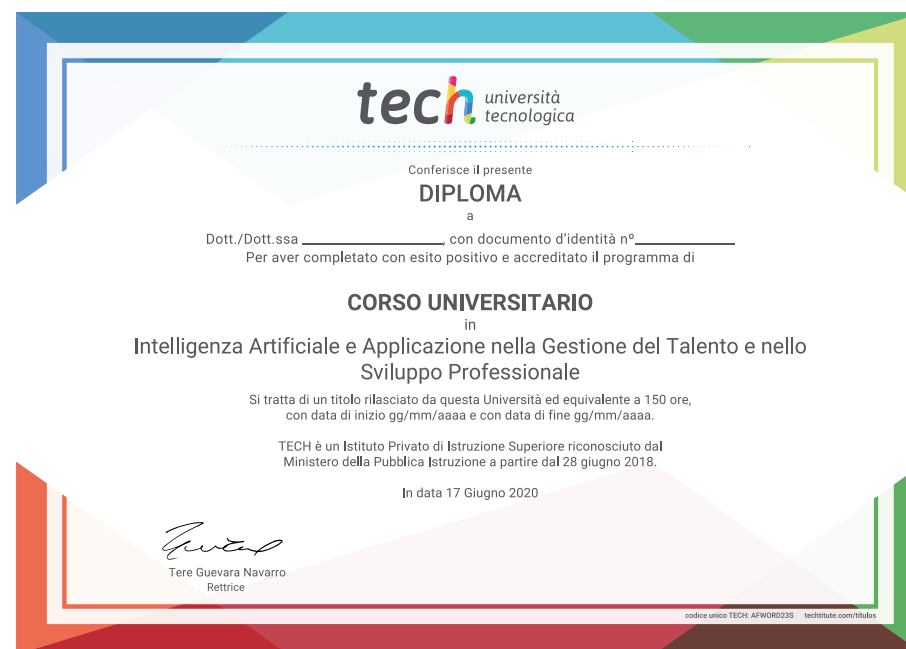 tech università tecnologica
Conferisce il presente
DIPLOMA
a
Dott./Dott.ssa ____________________, con documento d'identità nº______________
Per aver completato con esito positivo e accreditato il programma di
CORSO UNIVERSITARIO
in
Intelligenza Artificiale e Applicazione nella Gestione del Talento e nello
Sviluppo Professionale
Si tratta di un titolo rilasciato da questa Università ed equivalente a 150 ore,
con data di inizio gg/mm/aaaa e con data di fine gg/mm/aaaa.
TECH è un Istituto Privato di Istruzione Superiore riconosciuto dal
Ministero della Pubblica Istruzione a partire dal 28 giugno 2018.
In data 17 Giugno 2020
Tere Guevara Navarro
Rettrice
codice unico TECH: AFWORD23S techtitute.com/titulos